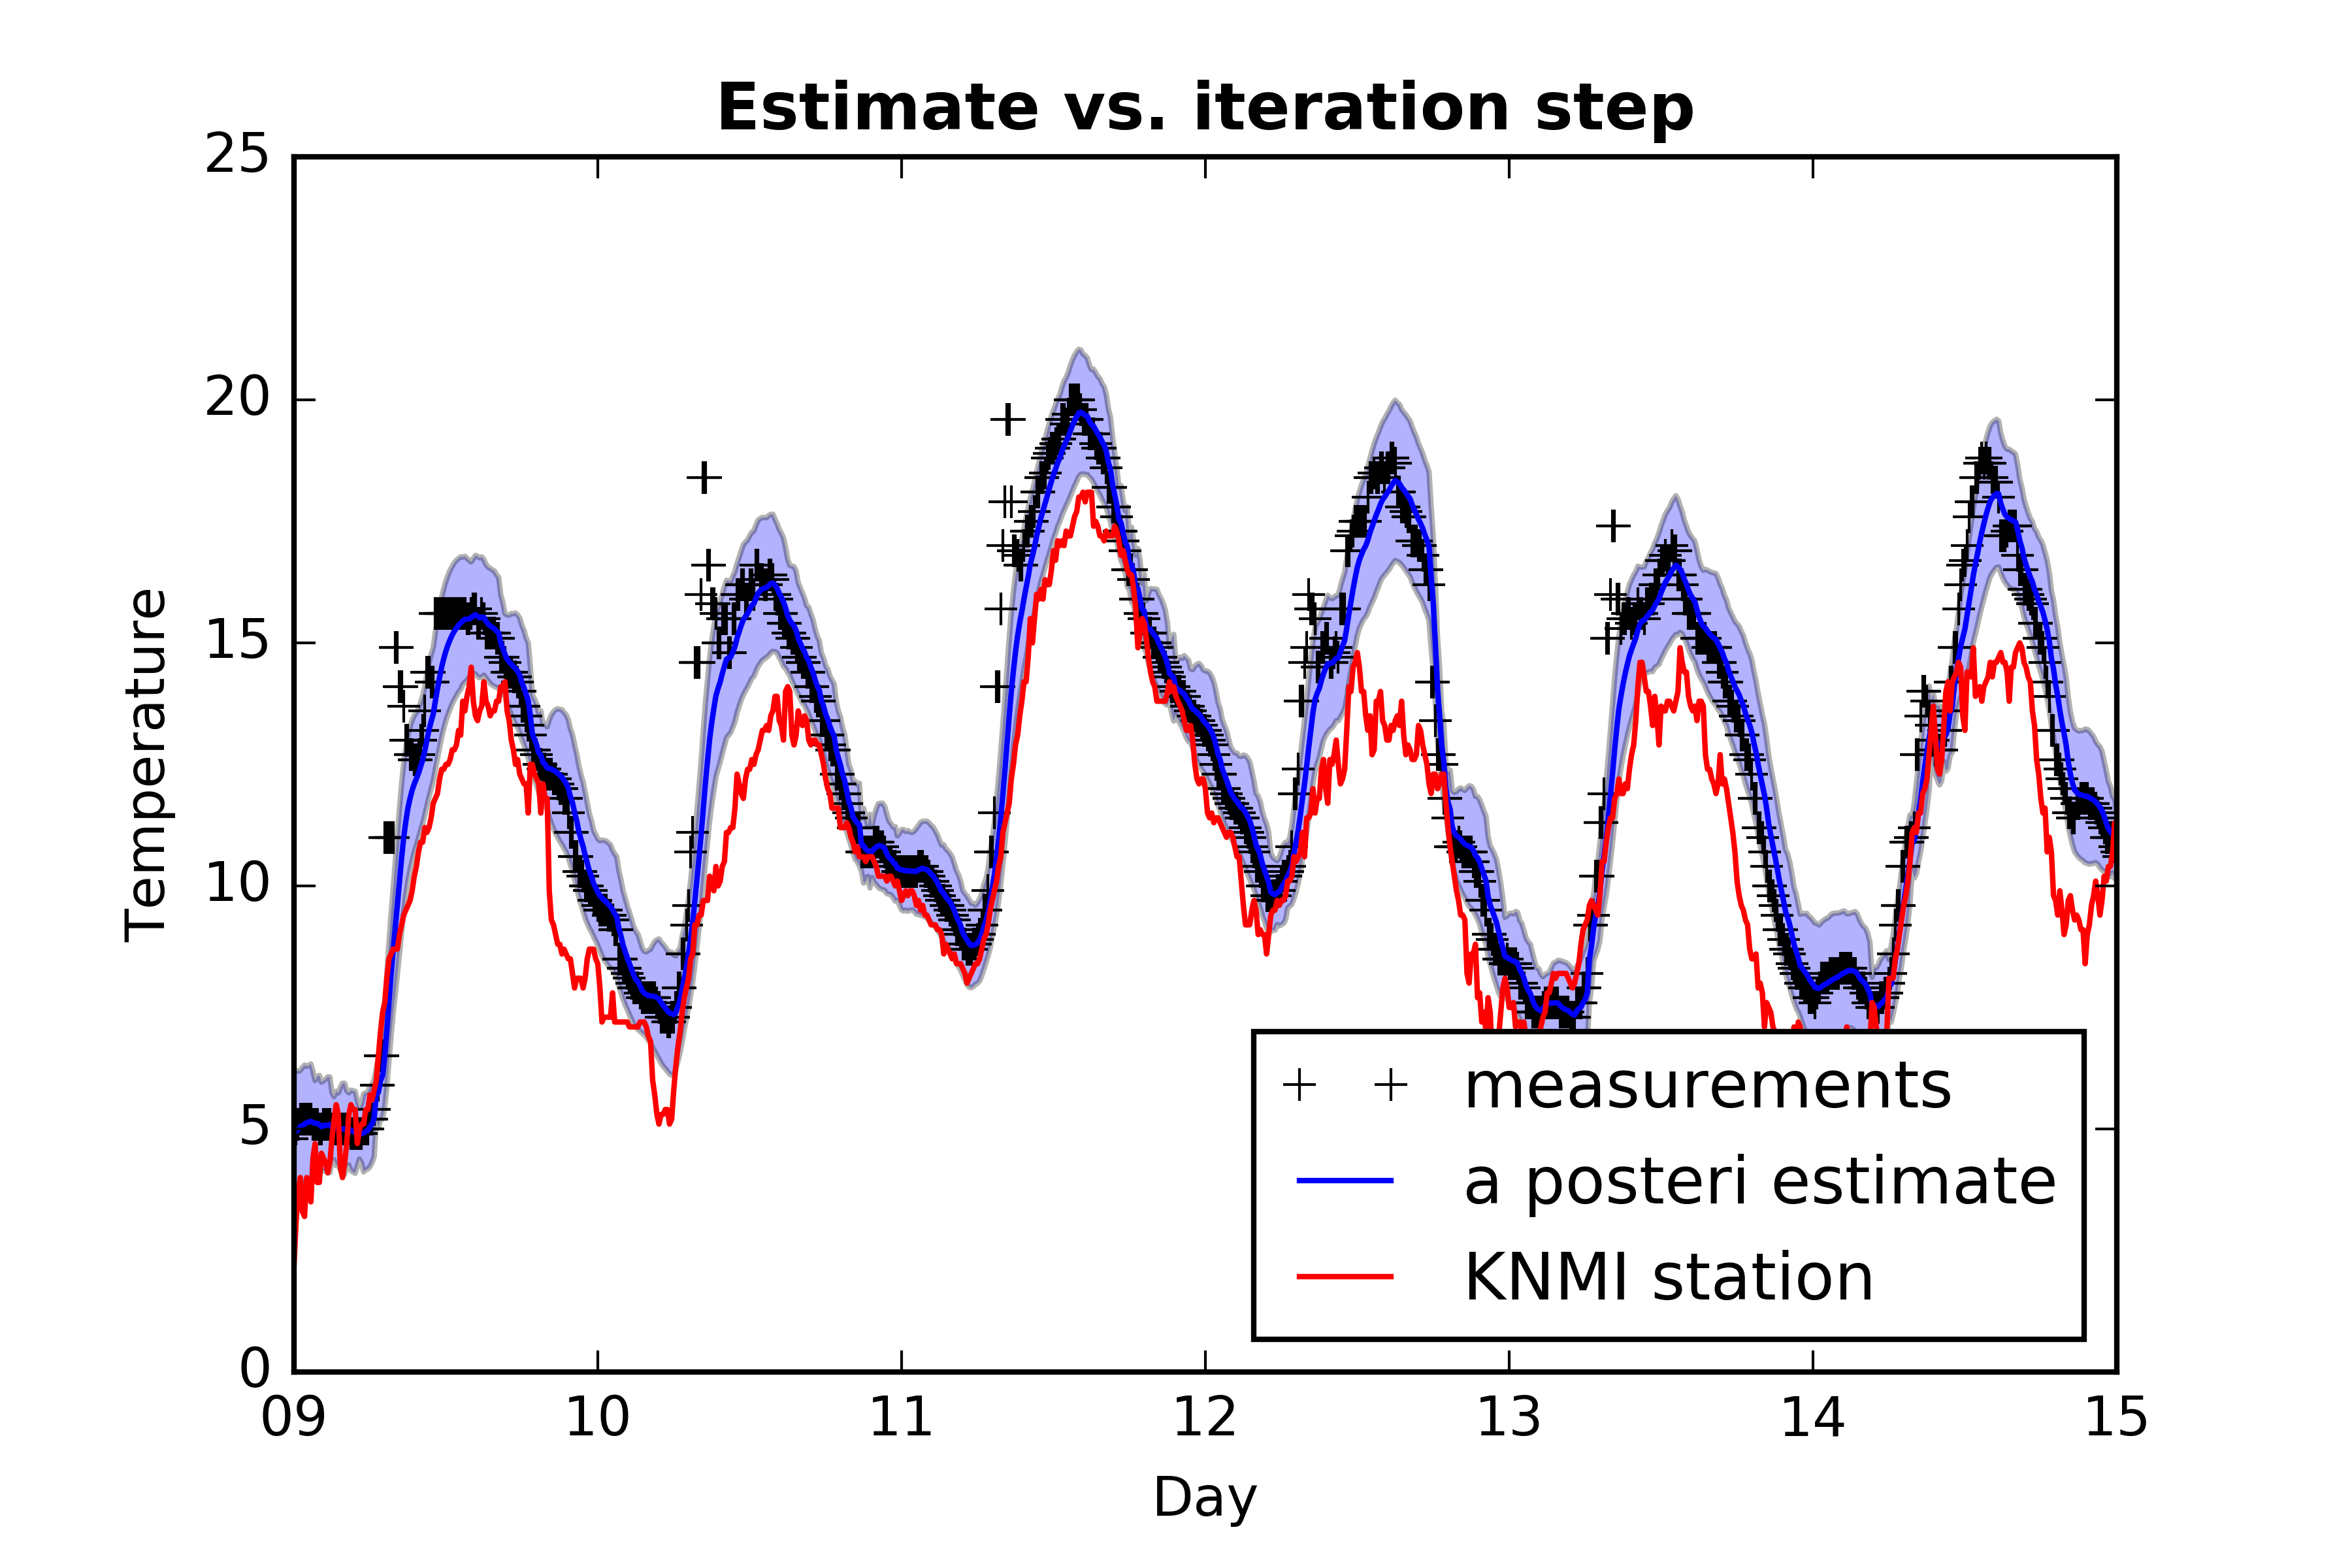 Estimate vs. iteration step
25
20
15
10
5
0
Temperature
measurements
a posteri estimate
KNMI station
09 10 11 12 13 14 15
Day